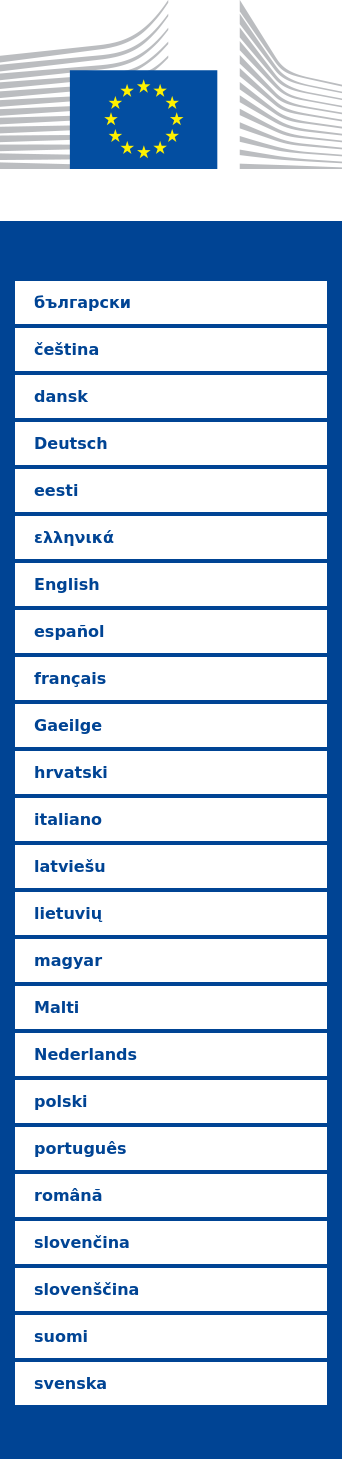 български
čeština
dansk
Deutsch
eesti
ελληνικά
English
español
français
Gaeilge
hrvatski
italiano
latviešu
lietuvių
magyar
Malti
Nederlands
polski
português
română
slovenčina
slovenščina
suomi
svenska